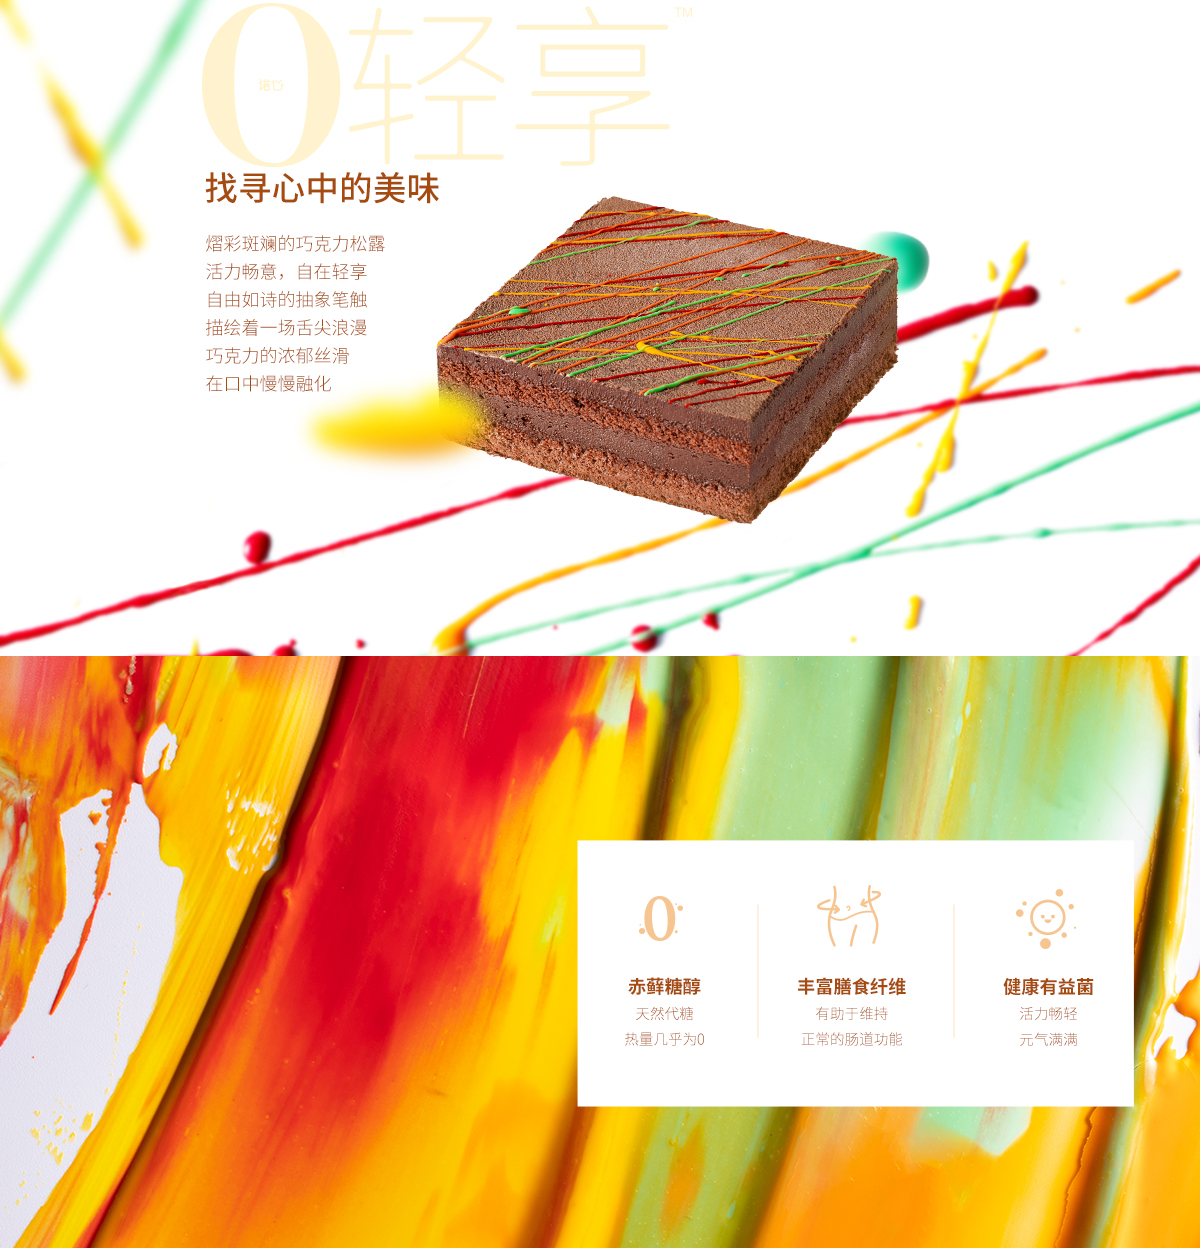 0轻享™
找寻心中的美味
熠彩斑斓的巧克力松露
活力畅意，自在轻享
自由如诗的抽象笔触
描绘着一场舌尖浪漫
巧克力的浓郁丝滑
在口中慢慢融化
0
赤藓糖醇
天然代糖
热量几乎为0
丰富膳食纤维
有助于维持
正常的肠道功能
健康有益菌
活力畅轻
元气满满